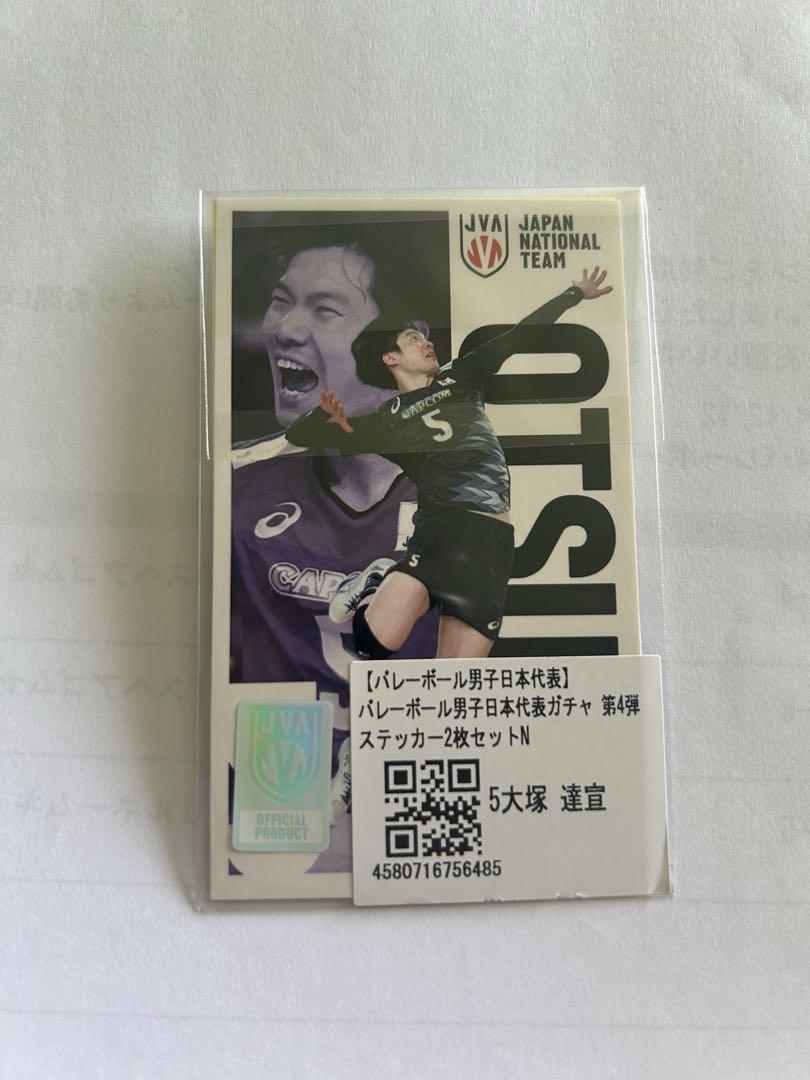 JVA
JAPAN
NATIONAL
TEAM
CAPCOM
5
5
CAP
JVA
OFFICIAL
PRODUCT
【バレーボール男子日本代表】
バレーボール男子日本代表ガチャ 第4弾
ステッカー2枚セットN
5大塚 達宣
4580716756485